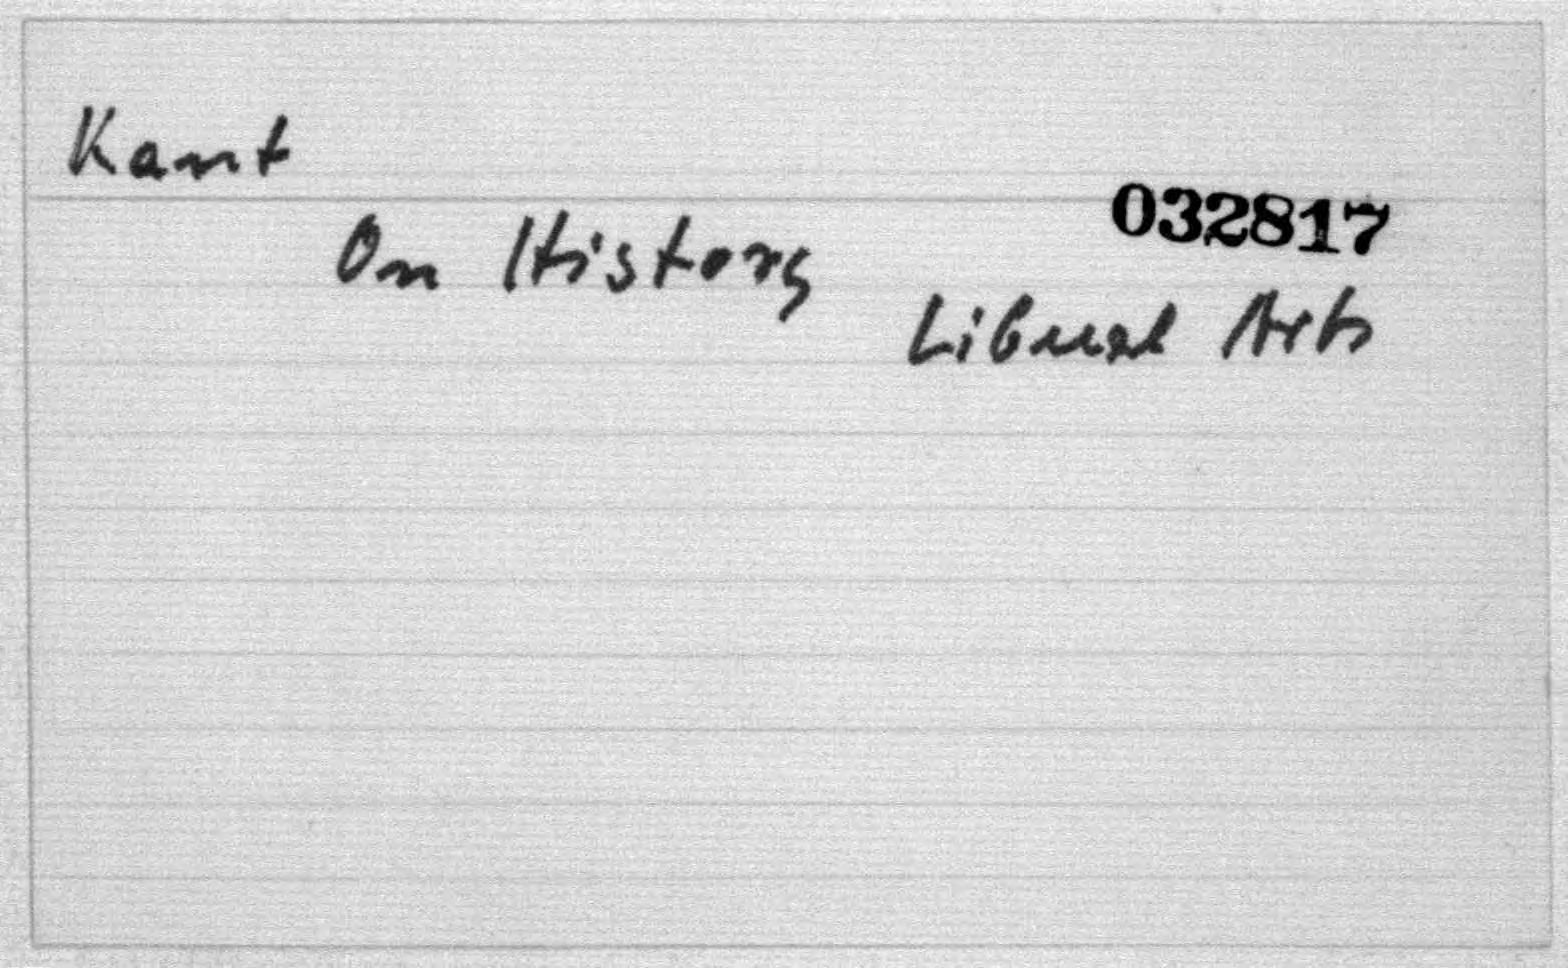 Kant
032817
On History
Liberal Arts